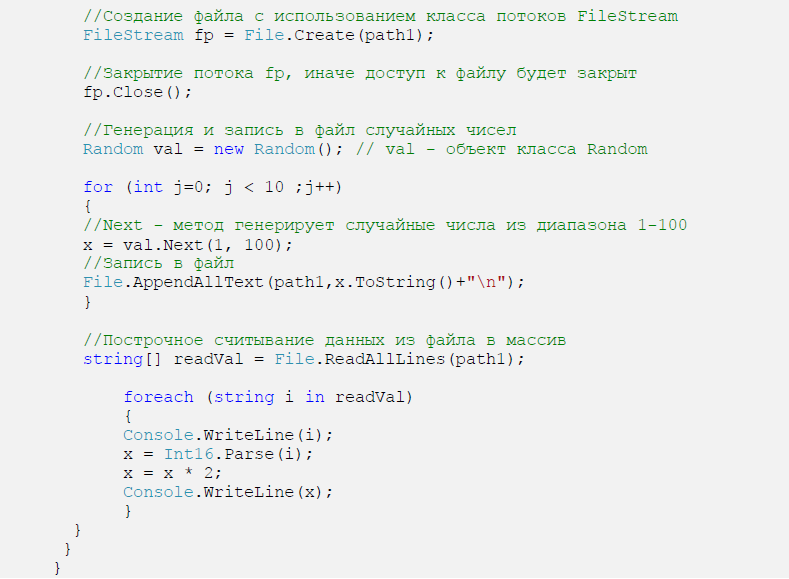 //Создание файла с использованием класса потоков FileStream
FileStream fp = File.Create(path1);
//Закрытие потока fp, иначе доступ к файлу будет закрыт
fp.Close();
//Генерация и запись в файл случайных чисел
Random val = new Random(); // val – объект класса Random
for (int j=0; j < 10 ;j++)
{
//Next – метод генерирует случайные числа из диапазона 1-100
x = val.Next(1, 100);
//Запись в файл
File.AppendAllText(path1,x.ToString()+"\n");
}
//Построчное считывание данных из файла в массив
string[] readVal = File.ReadAllLines(path1);
foreach (string i in readVal)
{
Console.WriteLine(i);
x = Int16.Parse(i);
x = x * 2;
Console.WriteLine(x);
}
}
}
}